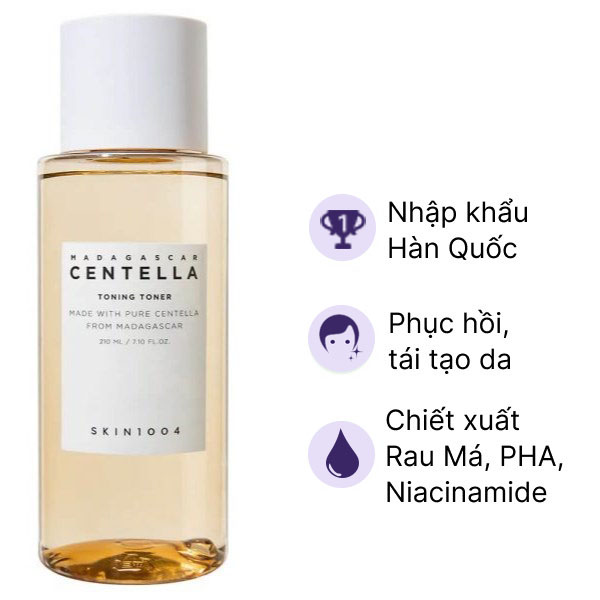 MADAGASCAR
CENTELLA
TONING TONER
MADE WITH PURE CENTELLA
FROM MADAGASCAR
210 ML / 7.10 FL.OZ.
SKIN1004
1
Nhập khẩu
Hàn Quốc
Phục hồi,
tái tạo da
Chiết xuất
Rau Má, PHA,
Niacinamide